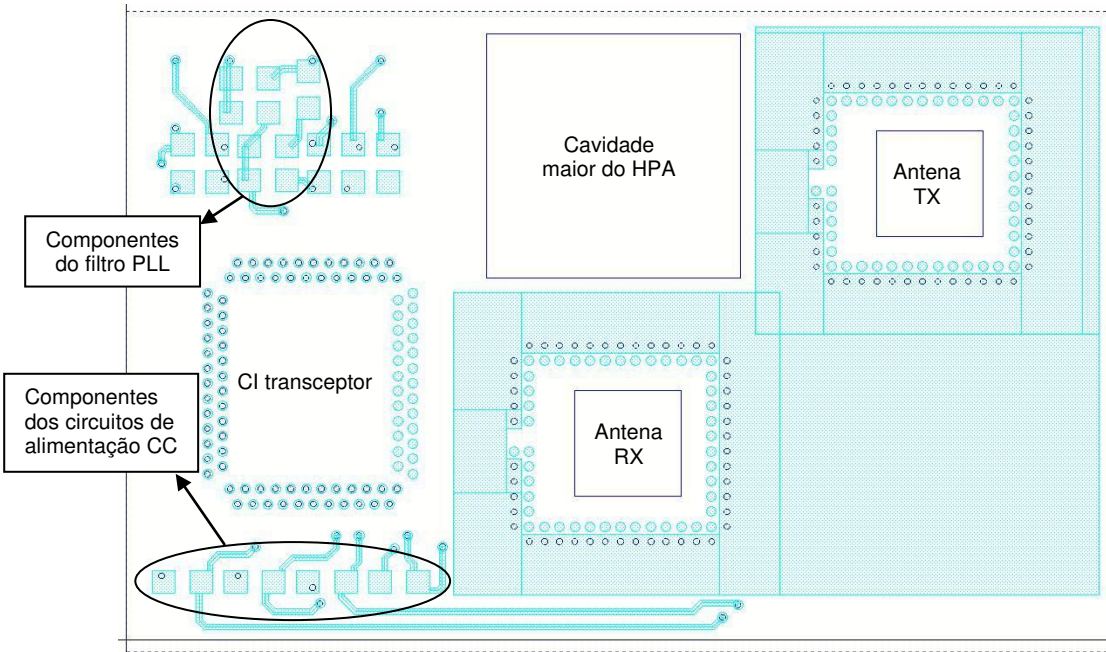 Cavidade
maior do HPA
Antena
TX
Componentes
do filtro PLL
CI transceptor
Componentes
dos circuitos de
alimentação CC
Antena
RX